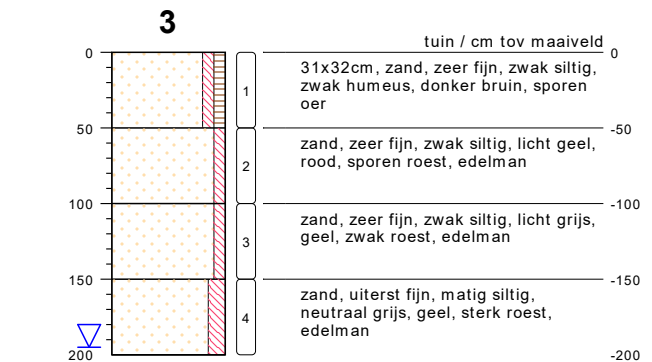 3
tuin / cm tov maaiveld
0
0
31x32cm, zand, zeer fijn, zwak siltig,
zwak humeus, donker bruin, sporen
oer
1
50
-50
zand, zeer fijn, zwak siltig, licht geel,
rood, sporen roest, edelman
2
100
-100
zand, zeer fijn, zwak siltig, licht grijs,
geel, zwak roest, edelman
3
150
-150
zand, uiterst fijn, matig siltig,
neutraal grijs, geel, sterk roest,
edelman
4
200
-200